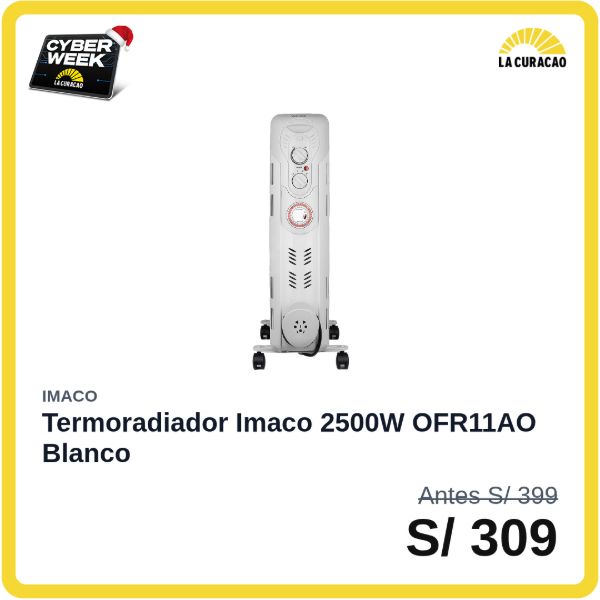 CYBER
WEEK
LA CURACAO
LA CURACAO
IMACO
Termoradiador Imaco 2500W OFR11AO
Blanco
Antes S/ 399
S/ 309